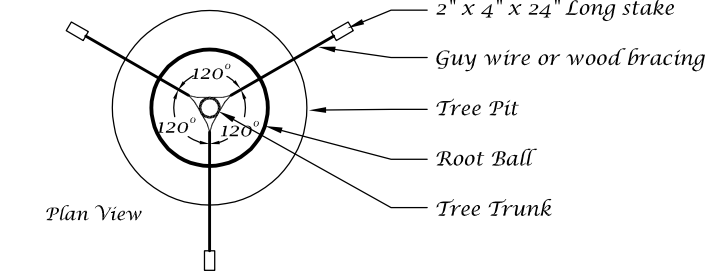 2" x 4" x 24" Long stake
Guy wire or wood bracing
120°
Tree Pit
120°
120°
Root Ball
Tree Trunk
Plan View